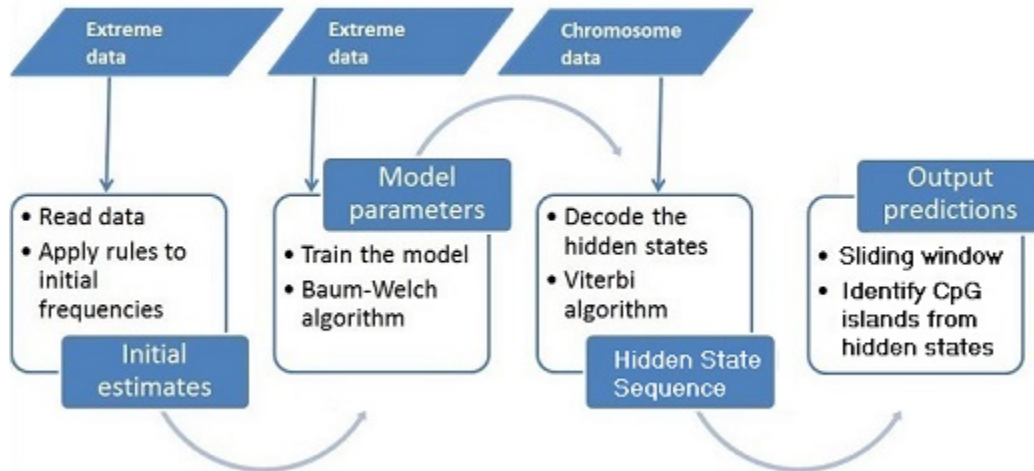 Extreme
data
Extreme
data
Chromosome
data
• Read data
• Apply rules to
initial
frequencies
Initial
estimates
Model
parameters
• Train the model
• Baum-Welch
algorithm
• Decode the
hidden states
• Viterbi
algorithm
Hidden State
Sequence
Output
predictions
• Sliding window
• Identify CpG
islands from
hidden states